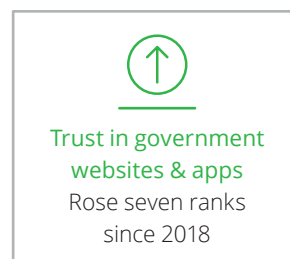 Trust in government
websites & apps
Rose seven ranks
since 2018